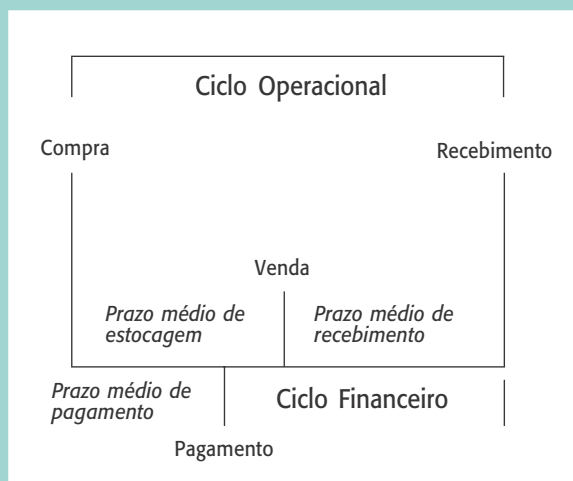 Ciclo Operacional
Compra
Recebimento
Venda
Prazo médio de
estocagem
Prazo médio de
recebimento
Prazo médio de
pagamento
Ciclo Financeiro
Pagamento